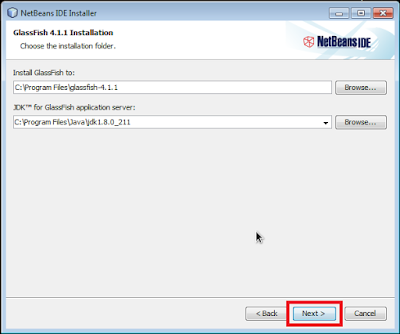 NetBeans IDE Installer
GlassFish 4.1.1 Installation
Choose the installation folder.
NetBeans IDE
Install GlassFish to:
C:\Program Files\glassfish-4.1.1
Browse...
JDK™ for GlassFish application server:
C:\Program Files\Java\jdk1.8.0_211
Browse...
< Back
Next >
Cancel